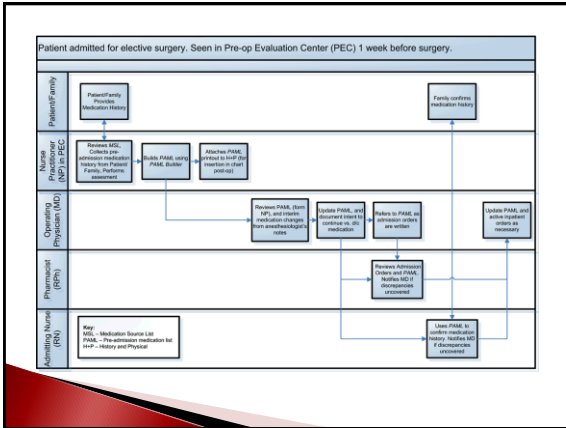 Patient admitted for elective surgery. Seen in Pre-op Evaluation Center (PEC) 1 week before surgery.
Patient/Family
Patient/Family
Provides
Medication History
Family confirms
medication history
Nurse
Practitioner
(NP) in PEC
Reviews MSL,
Collects pre-
admission medication
history from Patient
Family, Performs
assesment
Builds PAML using
PAML Builder
Attaches PAML
printout to H+P (for
insertion in chart
post-op)
Operating
Physician (MD)
Reviews PAML (form
NP), and interim
medication changes
from anesthesiologist's
notes
Update PAML, and
document intent to
continue vs. d/c
medication
Refers to PAML as
admission orders
are written
Update PAML and
active inpatient
orders as
necessary
Pharmacist
(RPh)
Reviews Admission
Orders and PAML.
Notifies MD if
discrepancies
uncovered
Admitting Nurse
(RN)
Key:
MSL – Medication Source List
PAML – Pre-admission medication list
H+P – History and Physical
Uses PAML to
confirm medication
history. Notifies MD
if discrepancies
uncovered